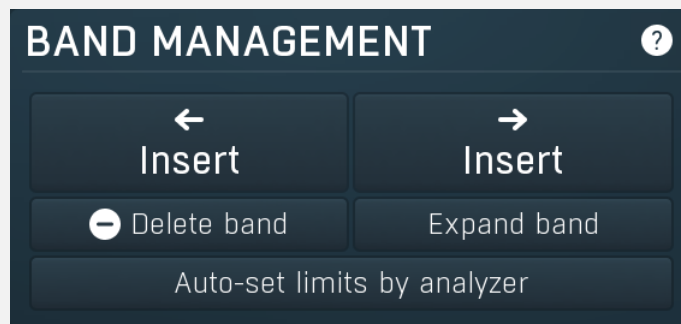 BAND MANAGEMENT ?
← →
Insert Insert
Delete band Expand band
Auto-set limits by analyzer